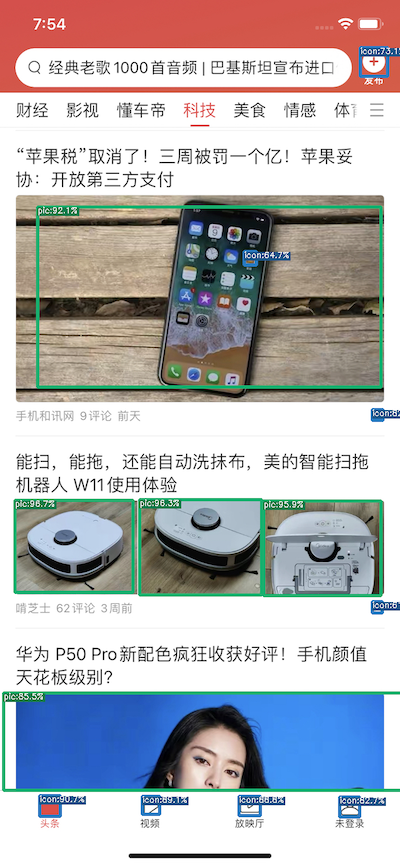 7:54
经典老歌1000首音频 | 巴基斯坦宣布进口
icon:73.1
发布
财经 影视 懂车帝 科技 美食 情感 体育
“苹果税”取消了！三周被罚一个亿！苹果妥
协：开放第三方支付
pic:92.1%
icon:64.7%
手机和讯网 9评论 前天
icon:82
能扫，能拖，还能自动洗抹布，美的智能扫拖
机器人 W11使用体验
pic:96.7%
pic:96.3%
pic:95.9%
啃芝士 62评论 3周前
icon:61
华为 P50 Pro新配色疯狂收获好评！手机颜值
天花板级别?
pic:85.5%
icon:90.7%
icon:89.1%
icon:86.8%
icon:82.7%
头条 视频 放映厅 未登录